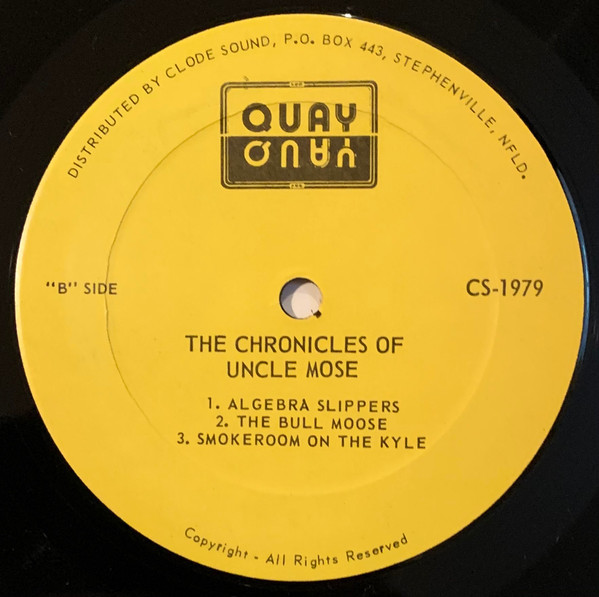 DISTRIBUTED BY CLODE SOUND, P.O. BOX 443, STEPHENVILLE, NFLD.
QUAY
QUAY
"B" SIDE
CS-1979
THE CHRONICLES OF
UNCLE MOSE
1. ALGEBRA SLIPPERS
2. THE BULL MOOSE
3. SMOKEROOM ON THE KYLE
Copyright - All Rights Reserved